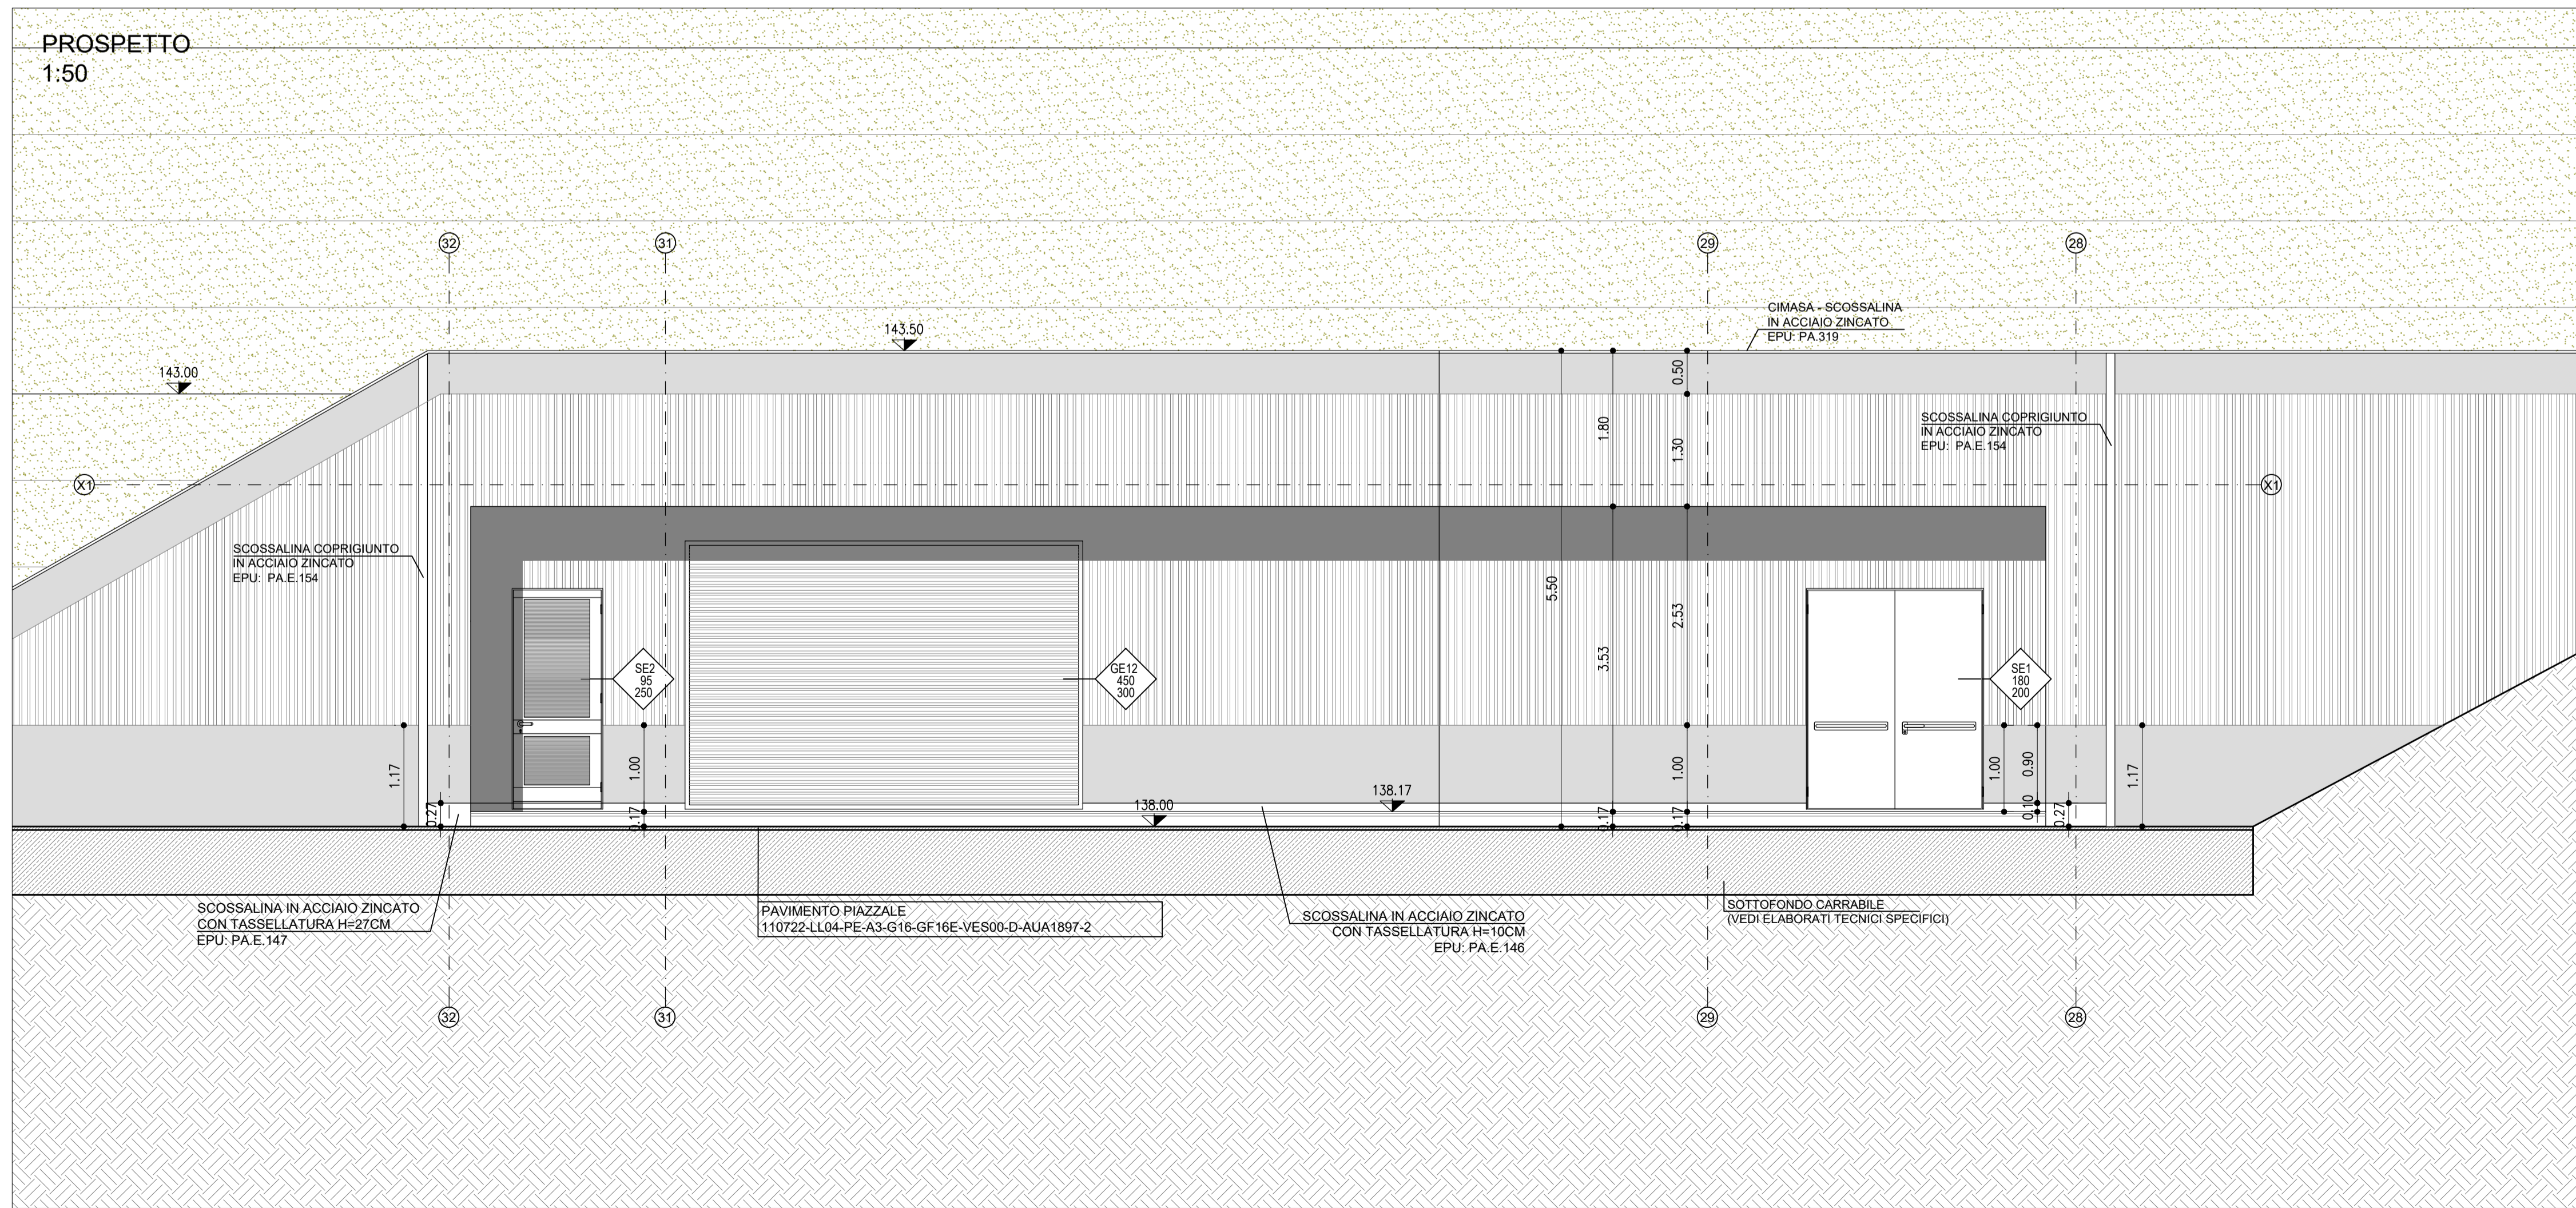 PROSPETTO
1:50
32
31
29
28
CIMASA - SCOSSALINA
IN ACCIAIO ZINCATO
EPU: PA.319
143.50
143.00
0.50
1.80
1.30
SCOSSALINA COPRIGIUNTO
IN ACCIAIO ZINCATO
EPU: PA.E.154
X1
X1
SCOSSALINA COPRIGIUNTO
IN ACCIAIO ZINCATO
EPU: PA.E.154
5.50
2.53
3.53
SE2
95
250
GE12
450
300
SE1
180
200
1.17
1.00
1.00
1.00
0.90
1.17
0.27
0.17
138.00
138.17
0.17
0.17
0.10
0.27
SCOSSALINA IN ACCIAIO ZINCATO
CON TASSELLATURA H=27CM
EPU: PA.E.147
PAVIMENTO PIAZZALE
110722-LL04-PE-A3-G16-GF16E-VES00-D-AUA1897-2
SCOSSALINA IN ACCIAIO ZINCATO
CON TASSELLATURA H=10CM
EPU: PA.E.146
SOTTOFONDO CARRABILE
(VEDI ELABORATI TECNICI SPECIFICI)
32
31
29
28